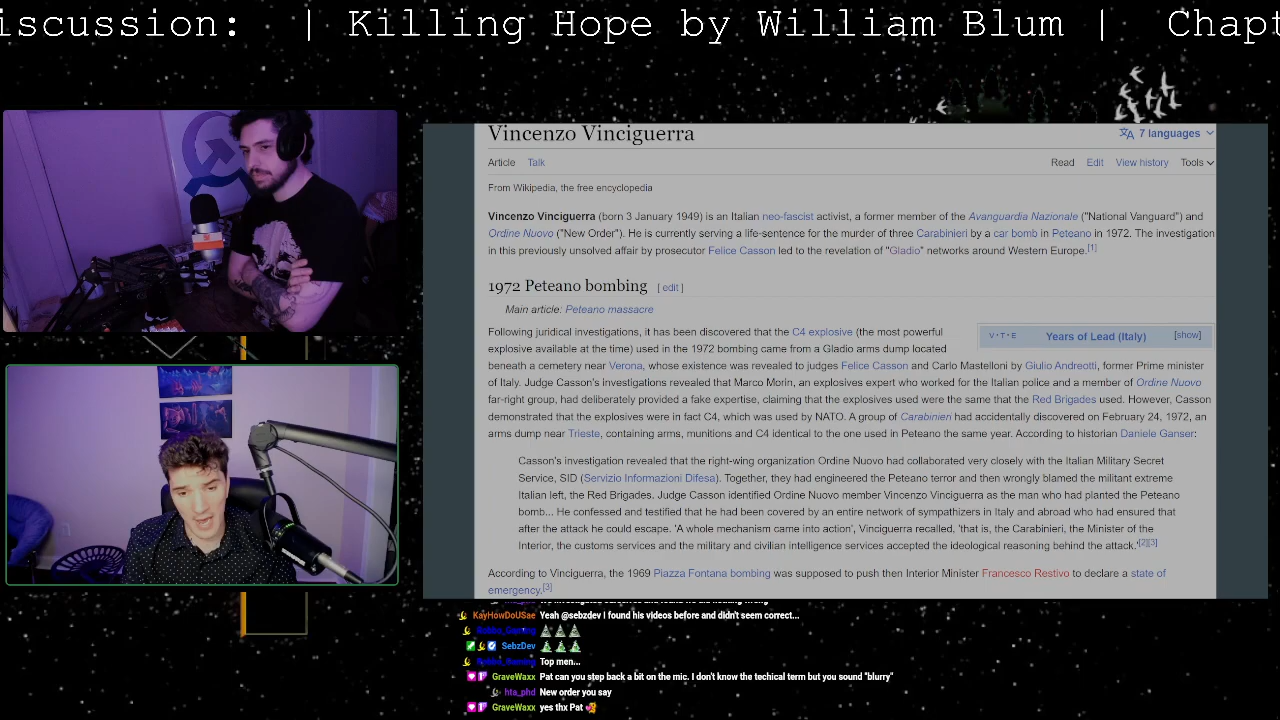 iscussion: | Killing Hope by William Blum | Chapt
Vincenzo Vinciguerra
7 languages
Article Talk Read Edit View history Tools
From Wikipedia, the free encyclopedia
Vincenzo Vinciguerra (born 3 January 1949) is an Italian neo-fascist activist, a former member of the Avanguardia Nazionale ("National Vanguard") and
Ordine Nuovo ("New Order"). He is currently serving a life-sentence for the murder of three Carabinieri by a car bomb in Peteano in 1972. The investigation
in this previously unsolved affair by prosecutor Felice Casson led to the revelation of "Gladio" networks around Western Europe.[1]
1972 Peteano bombing [ edit ]
Main article: Peteano massacre
V·T·E Years of Lead (Italy) [show]
Following juridical investigations, it has been discovered that the C4 explosive (the most powerful
explosive available at the time) used in the 1972 bombing came from a Gladio arms dump located
beneath a cemetery near Verona, whose existence was revealed to judges Felice Casson and Carlo Mastelloni by Giulio Andreotti, former Prime minister
of Italy. Judge Casson's investigations revealed that Marco Morin, an explosives expert who worked for the Italian police and a member of Ordine Nuovo
far-right group, had deliberately provided a fake expertise, claiming that the explosives used were the same that the Red Brigades used. However, Casson
demonstrated that the explosives were in fact C4, which was used by NATO. A group of Carabinieri had accidentally discovered on February 24, 1972, an
arms dump near Trieste, containing arms, munitions and C4 identical to the one used in Peteano the same year. According to historian Daniele Ganser:
Casson's investigation revealed that the right-wing organization Ordine Nuovo had collaborated very closely with the Italian Military Secret
Service, SID (Servizio Informazioni Difesa). Together, they had engineered the Peteano terror and then wrongly blamed the militant extreme
Italian left, the Red Brigades. Judge Casson identified Ordine Nuovo member Vincenzo Vinciguerra as the man who had planted the Peteano
bomb... He confessed and testified that he had been covered by an entire network of sympathizers in Italy and abroad who had ensured that
after the attack he could escape. 'A whole mechanism came into action', Vinciguerra recalled, 'that is, the Carabinieri, the Minister of the
Interior, the customs services and the military and civilian intelligence services accepted the ideological reasoning behind the attack.'[2][3]
According to Vinciguerra, the 1969 Piazza Fontana bombing was supposed to push then Interior Minister Francesco Restivo to declare a state of
emergency.[3]
KayHowDoUSae Yeah @sebzdev I found his videos before and didn't seem correct...
SebzDev
Top men...
GraveWaxx Pat can you step back a bit on the mic. I don't know the techical term but you sound "blurry"
hta_phd New order you say
GraveWaxx yes thx Pat